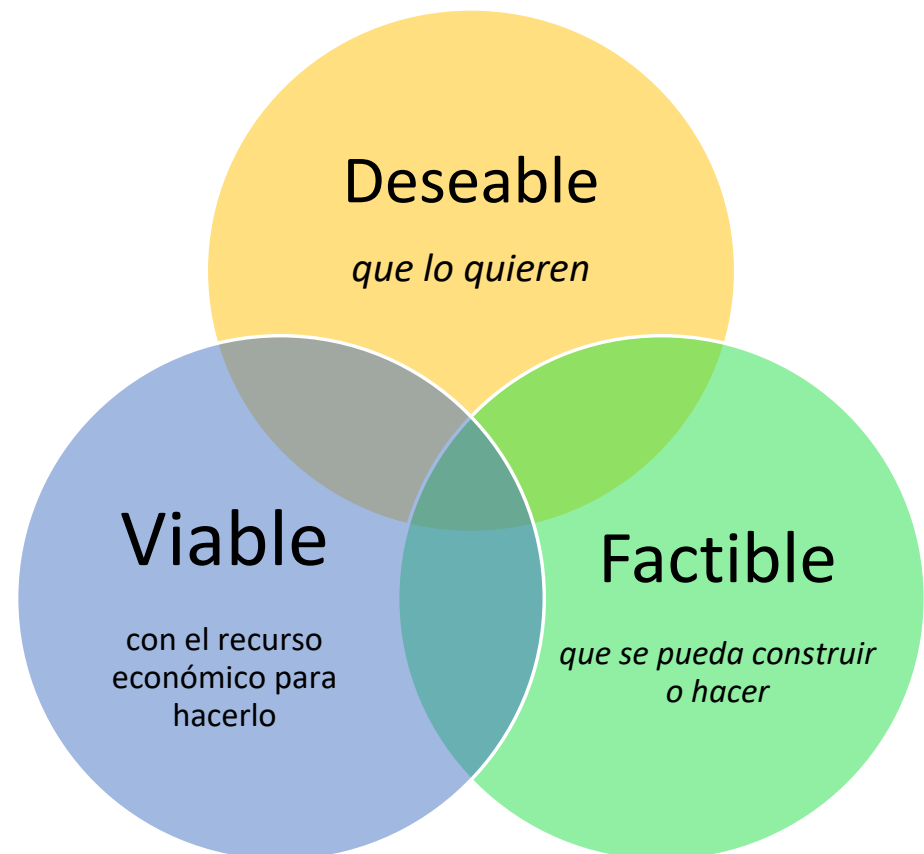 Deseable
que lo quieren
Viable
con el recurso
económico para
hacerlo
Factible
que se pueda construir
o hacer